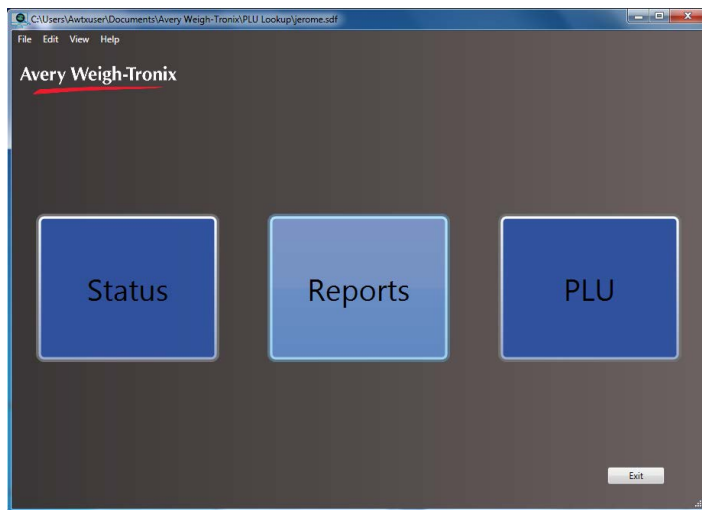 C:\Users\Awtxuser\Documents\Avery Weigh-Tronix\PLU Lookup\jerome.sdf
File Edit View Help
Avery Weigh-Tronix
Status Reports PLU
Exit